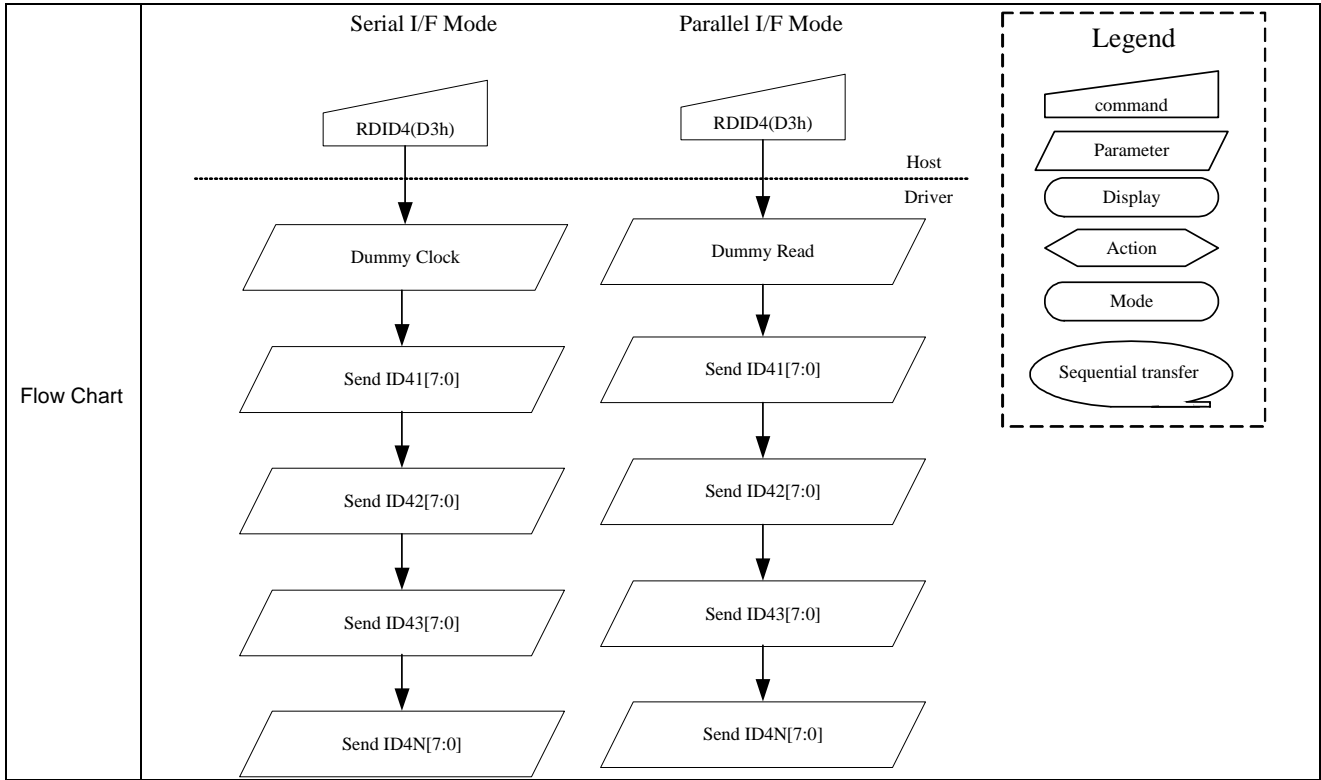 Flow Chart
Serial I/F Mode
RDID4(D3h)
Dummy Clock
Send ID41[7:0]
Send ID42[7:0]
Send ID43[7:0]
Send ID4N[7:0]
Parallel I/F Mode
RDID4(D3h)
Host
Driver
Dummy Read
Send ID41[7:0]
Send ID42[7:0]
Send ID43[7:0]
Send ID4N[7:0]
Legend
command
Parameter
Display
Action
Mode
Sequential transfer